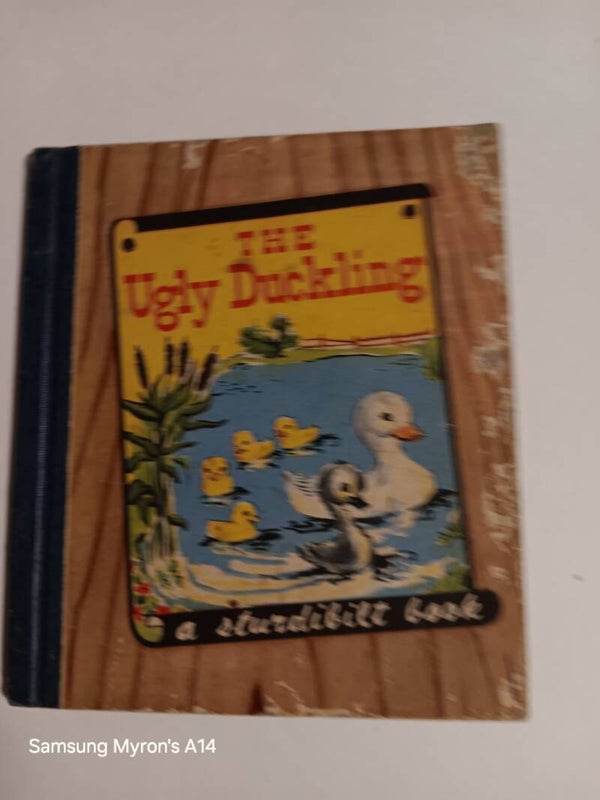 THE
Ugly Duckling
a sturdibilt book
Samsung Myron's A14